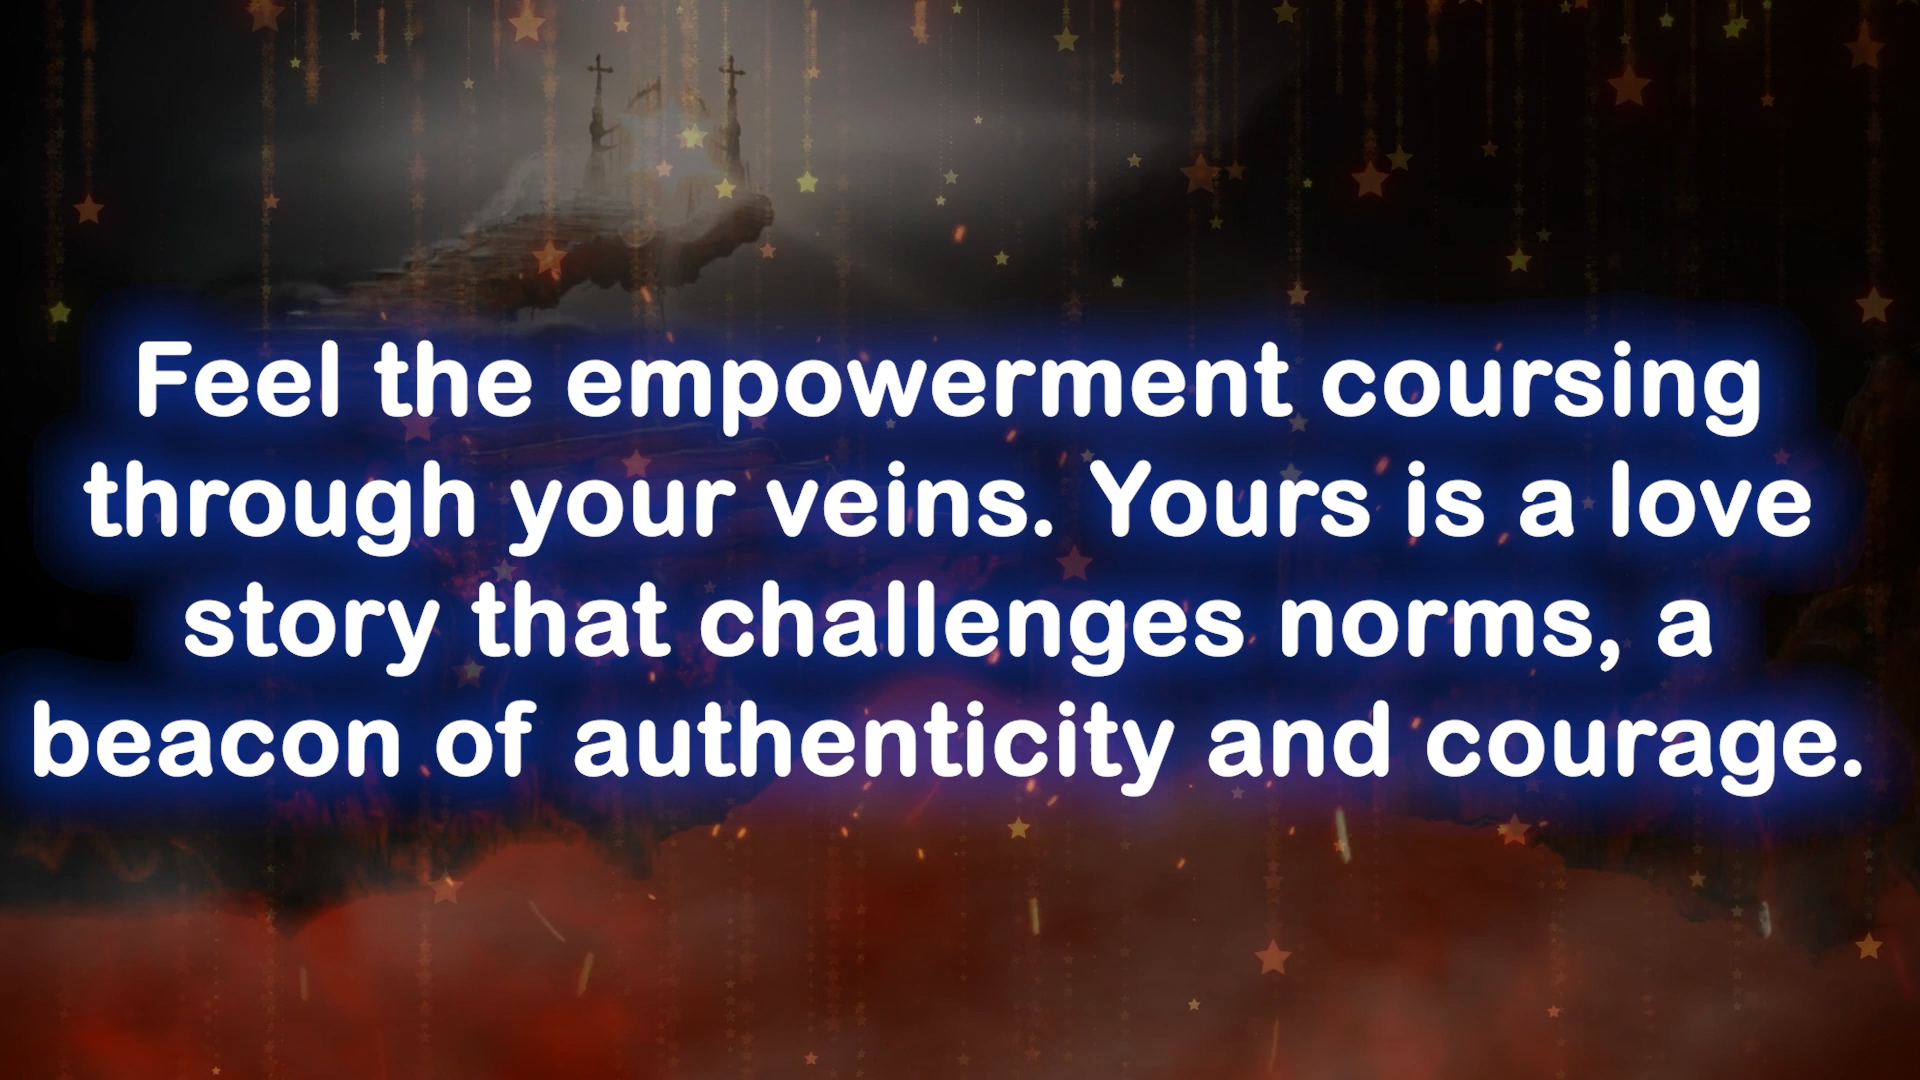 Feel the empowerment coursing
through your veins. Yours is a love
story that challenges norms, a
beacon of authenticity and courage.